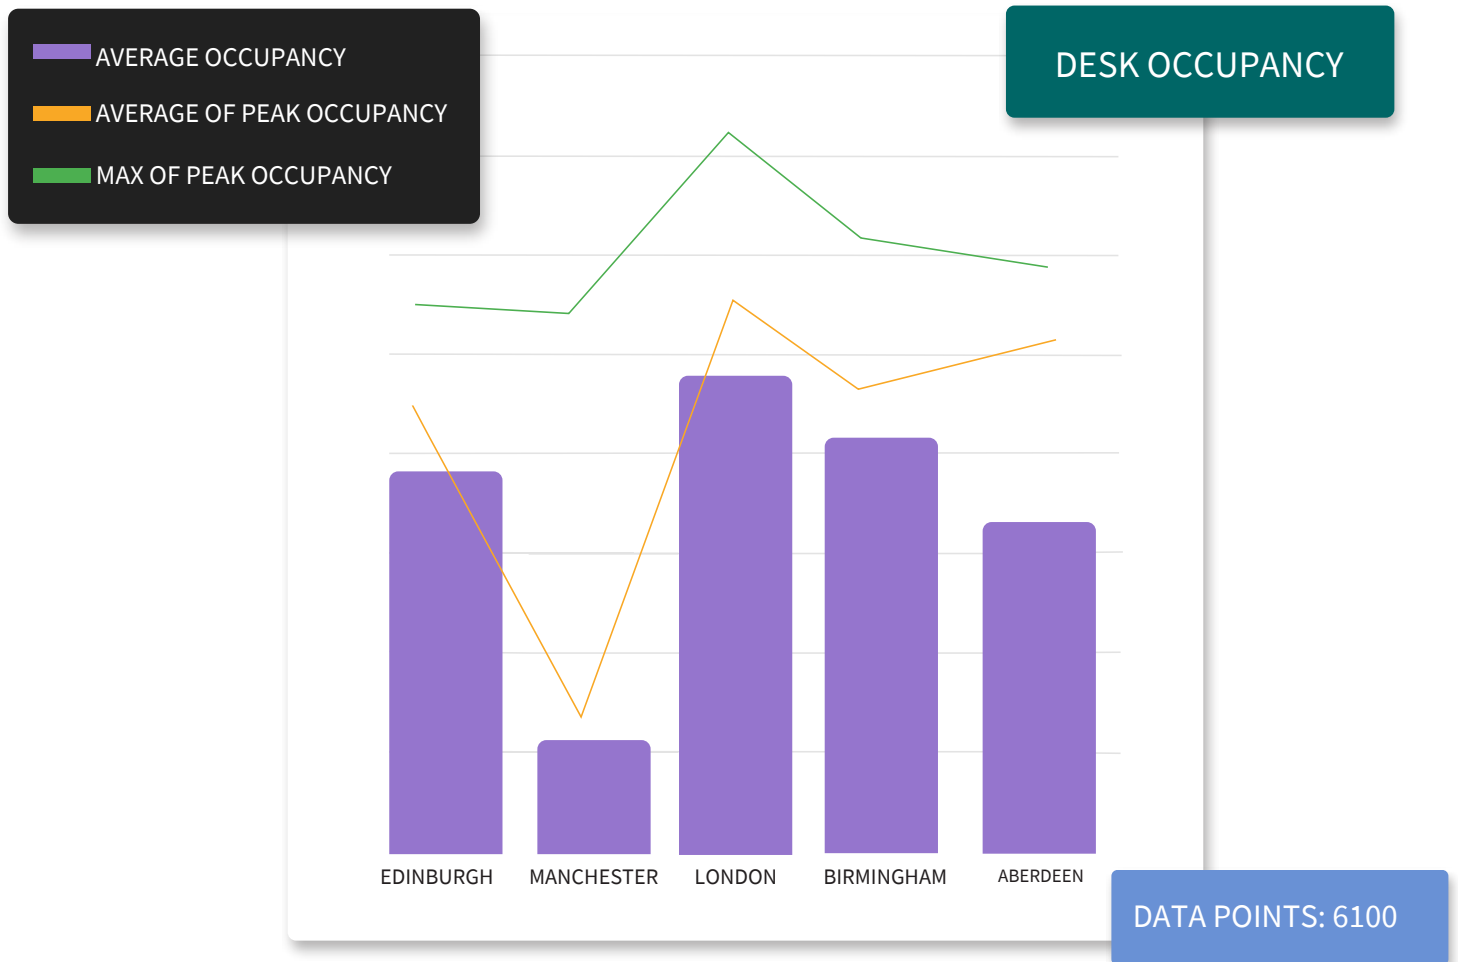 AVERAGE OCCUPANCY
AVERAGE OF PEAK OCCUPANCY
MAX OF PEAK OCCUPANCY
DESK OCCUPANCY
EDINBURGH
MANCHESTER
LONDON
BIRMINGHAM
ABERDEEN
DATA POINTS: 6100